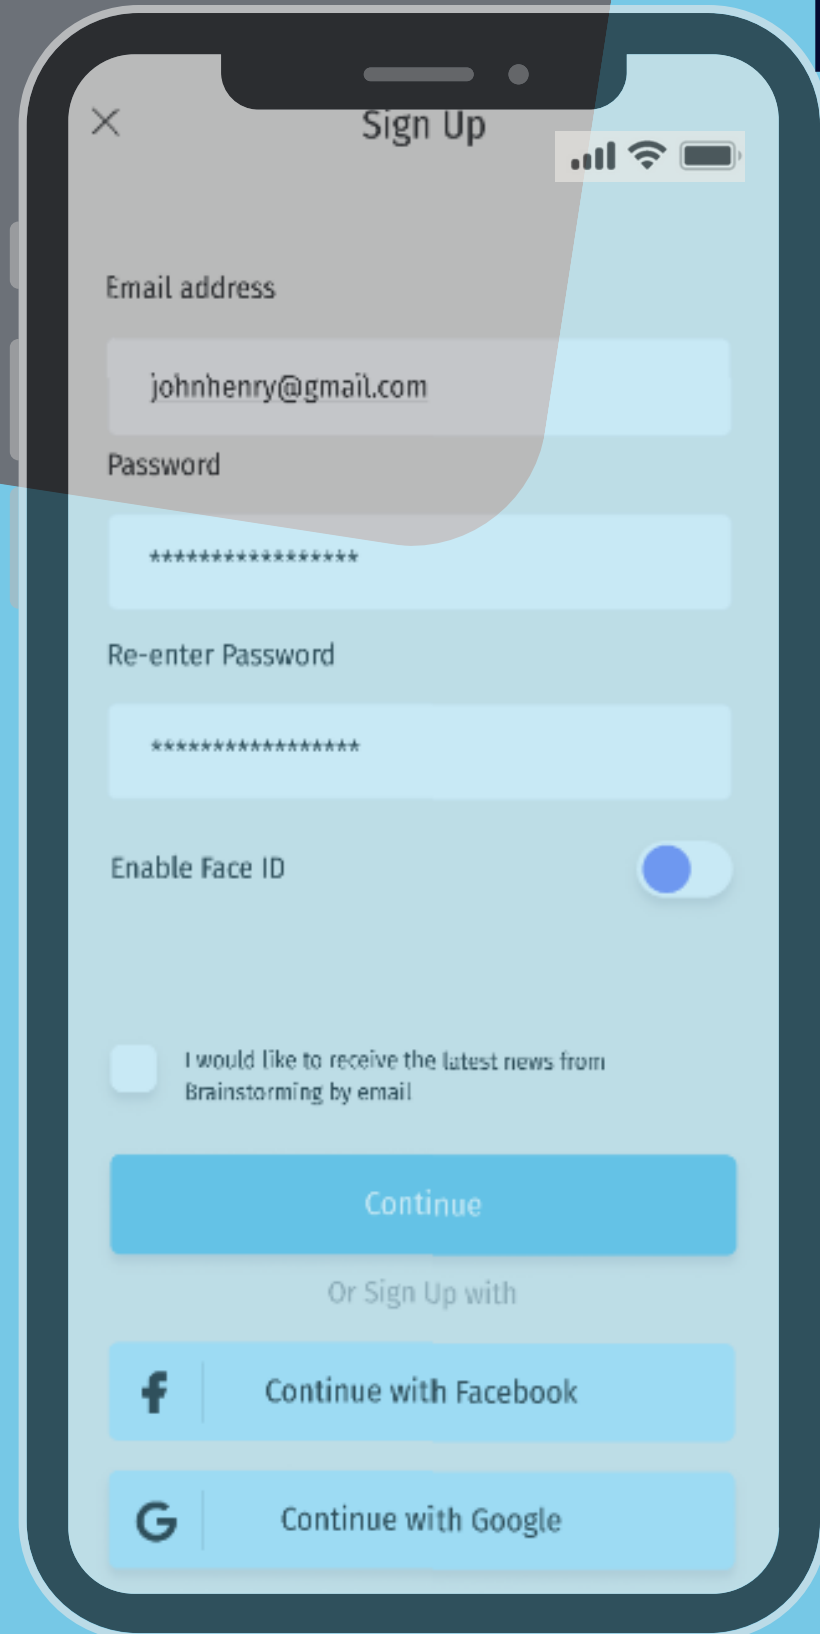 Sign Up
Email address
johnhenry@gmail.com
Password
*****************
Re-enter Password
*****************
Enable Face ID
I would like to receive the latest news from
Brainstorming by email
Continue
Or Sign Up with
Continue with Facebook
Continue with Google